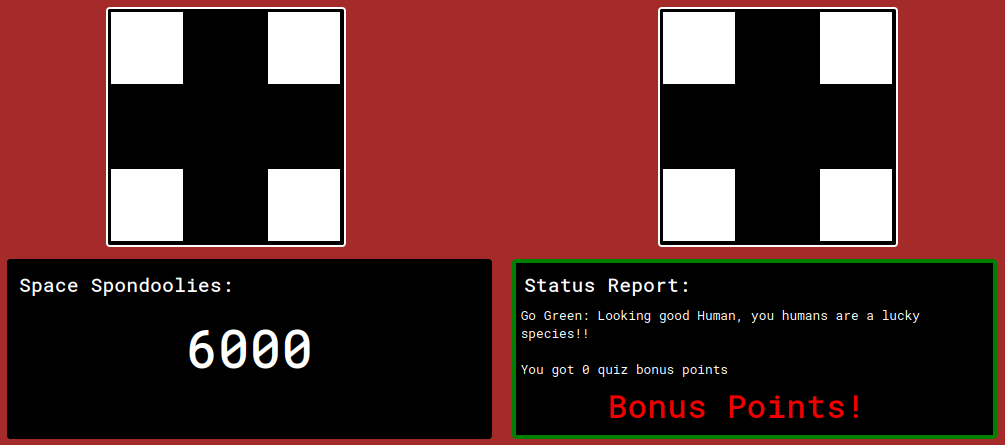 Space Spondoolies:
6000
Status Report:
Go Green: Looking good Human, you humans are a lucky
species!!
You got 0 quiz bonus points
Bonus Points!